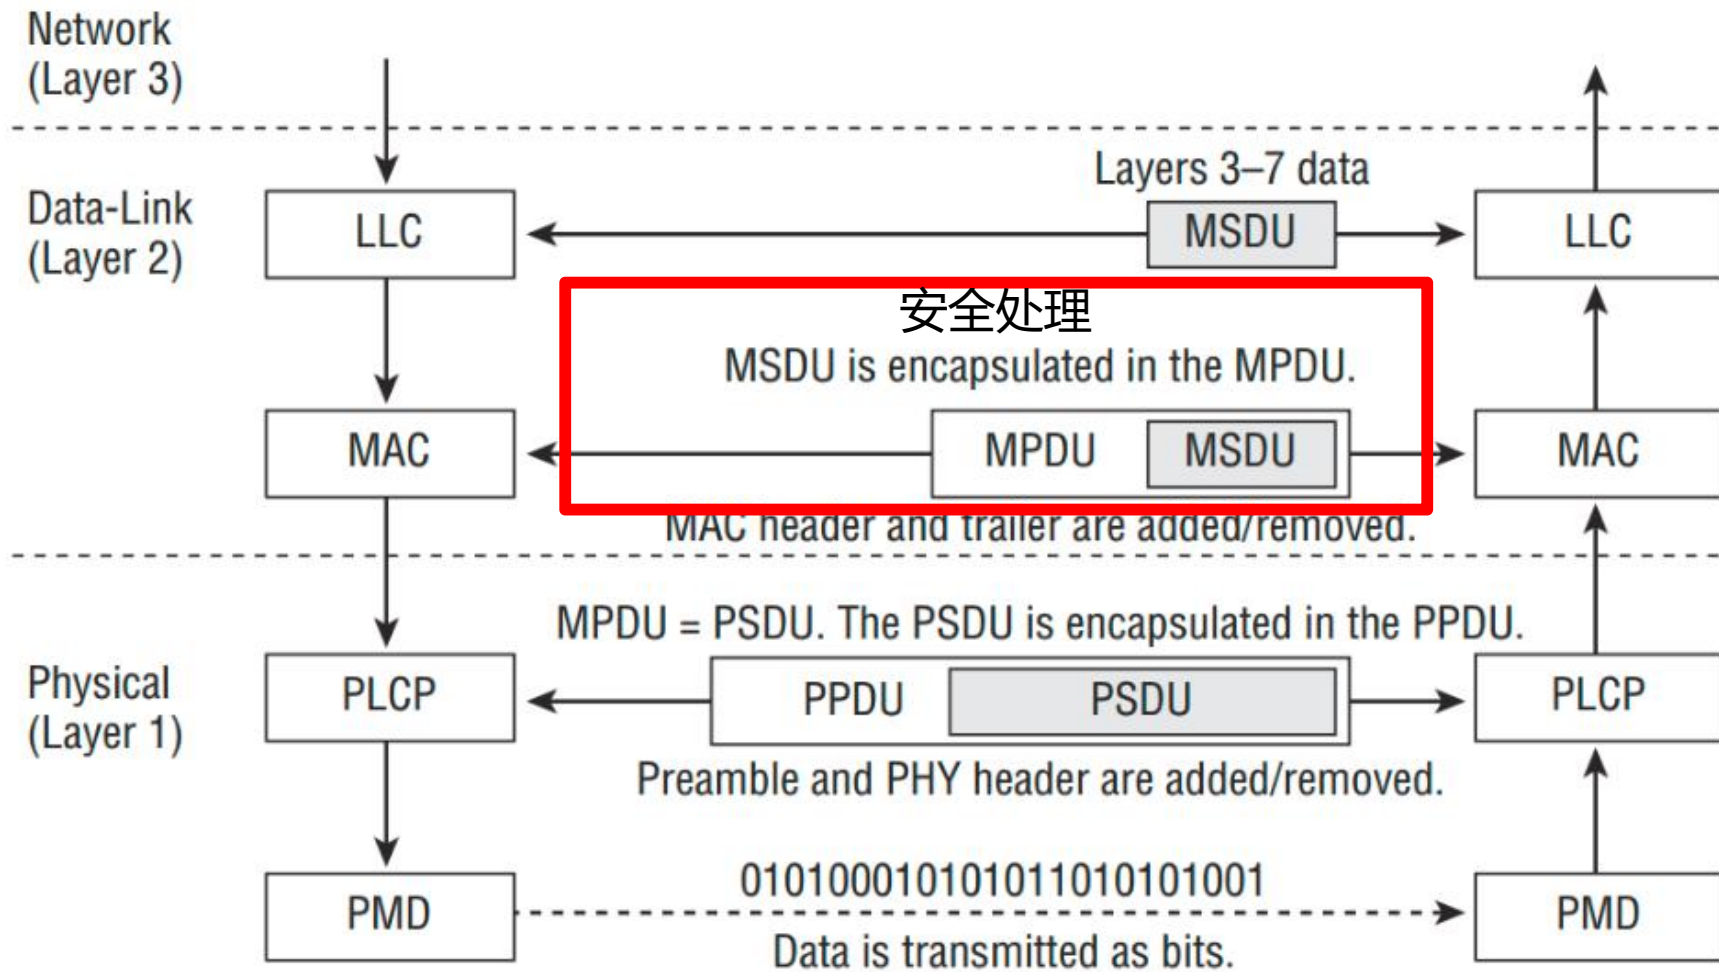 Network
(Layer 3)
Layers 3–7 data
Data-Link
(Layer 2)
LLC
MSDU
LLC
安全处理
MSDU is encapsulated in the MPDU.
MAC
MPDU
MSDU
MAC
MAC header and trailer are added/removed.
MPDU = PSDU. The PSDU is encapsulated in the PPDU.
Physical
(Layer 1)
PLCP
PPDU
PSDU
PLCP
Preamble and PHY header are added/removed.
010100010101011010101001
PMD
PMD
Data is transmitted as bits.